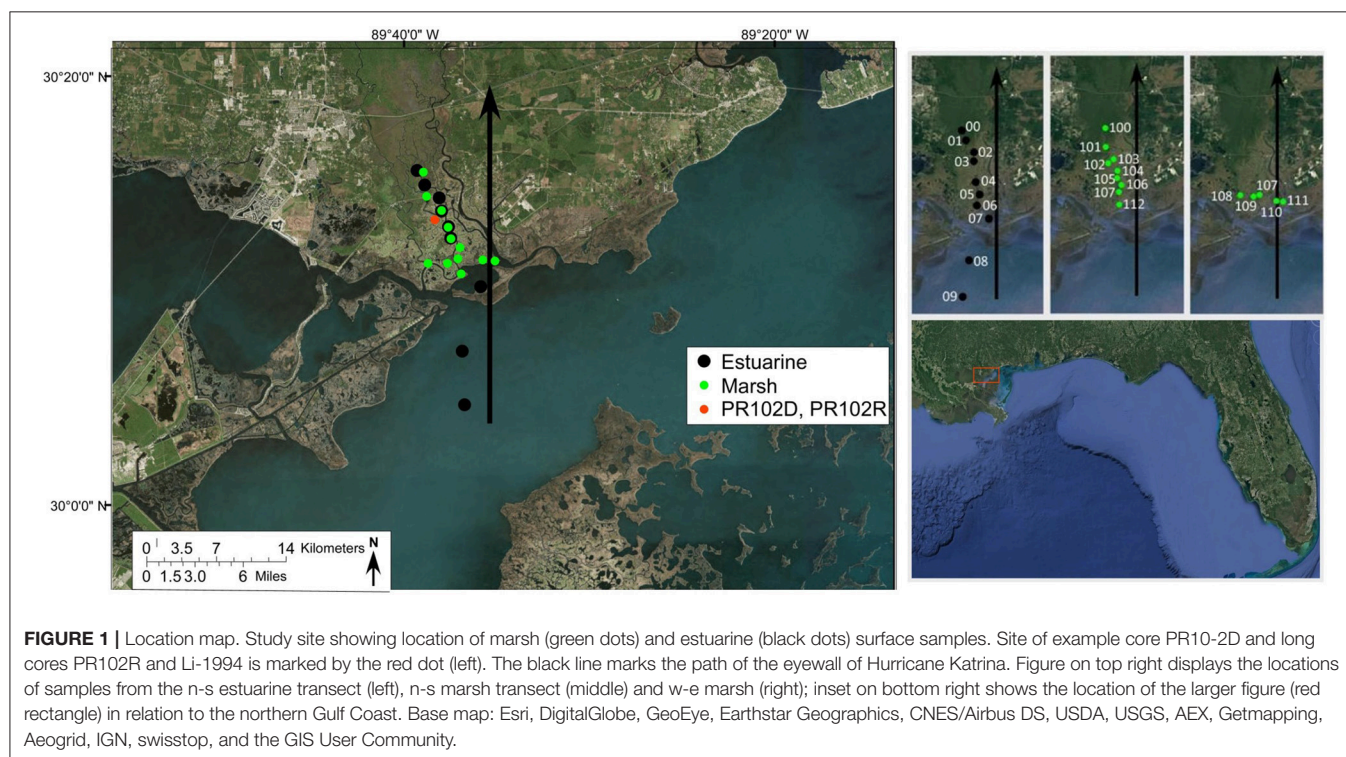 89°40'0" W
89°20'0" W
30°20'0" N
30°0'0" N
Estuarine
Marsh
PR102D, PR102R
0 3.5 7 14 Kilometers
0 1.5 3.0 6 Miles
N
00
01
02
03
04
05
06
07
08
09
100
101
103
102
104
105
106
107
112
108
107
109
110
111
FIGURE 1 | Location map. Study site showing location of marsh (green dots) and estuarine (black dots) surface samples. Site of example core PR10-2D and long
cores PR102R and Li-1994 is marked by the red dot (left). The black line marks the path of the eyewall of Hurricane Katrina. Figure on top right displays the locations
of samples from the n-s estuarine transect (left), n-s marsh transect (middle) and w-e marsh (right); inset on bottom right shows the location of the larger figure (red
rectangle) in relation to the northern Gulf Coast. Base map: Esri, DigitalGlobe, GeoEye, Earthstar Geographics, CNES/Airbus DS, USDA, USGS, AEX, Getmapping,
Aeogrid, IGN, swisstop, and the GIS User Community.